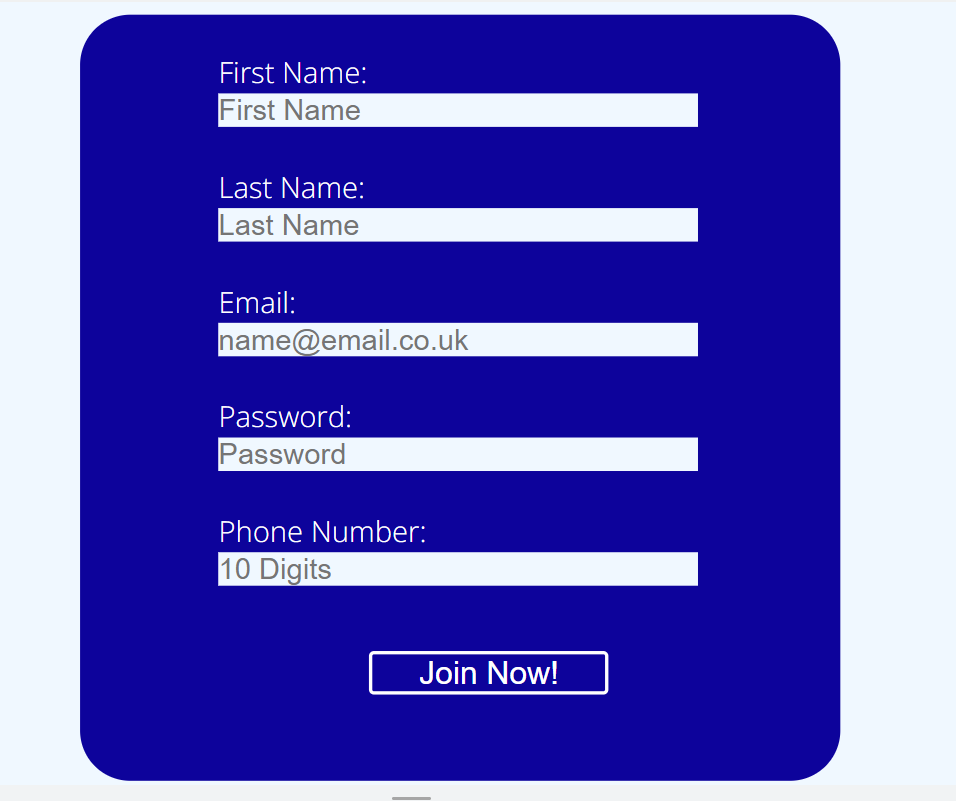 First Name:
First Name
Last Name:
Last Name
Email:
name@email.co.uk
Password:
Password
Phone Number:
10 Digits
Join Now!